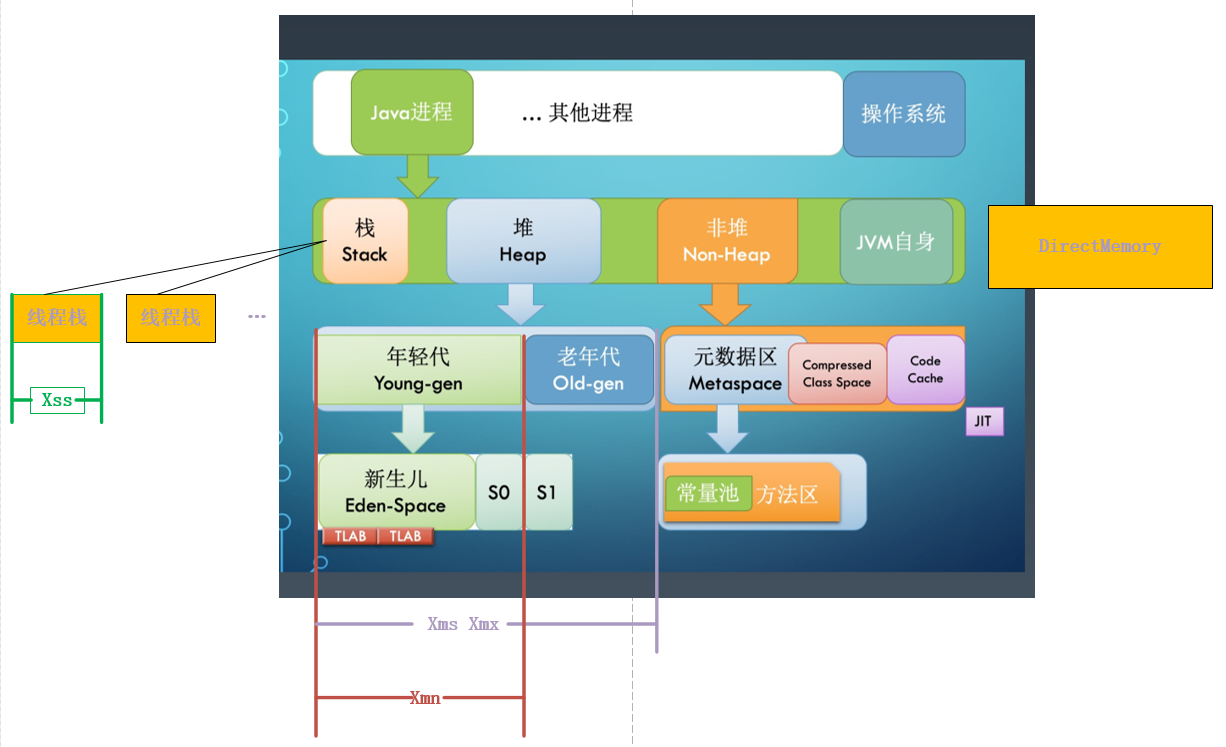 Java进程
... 其他进程
操作系统
栈
Stack
堆
Heap
非堆
Non-Heap
JVM自身
DirectMemory
线程栈
线程栈
...
Xss
年轻代
Young-gen
老年代
Old-gen
元数据区
Metaspace
Compressed
Class Space
Code
Cache
JIT
新生儿
Eden-Space
S0
S1
常量池
方法区
TLAB
TLAB
Xms Xmx
Xmn